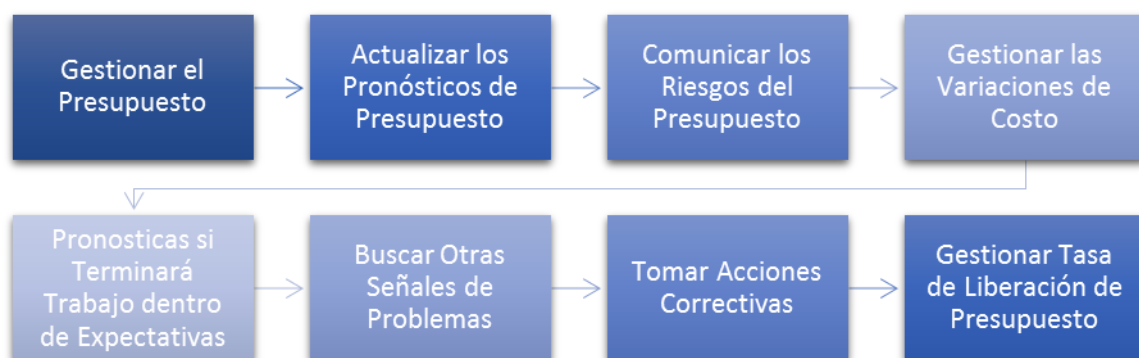 Gestionar el
Presupuesto
Actualizar los
Pronósticos de
Presupuesto
Comunicar los
Riesgos del
Presupuesto
Gestionar las
Variaciones de
Costo
Pronosticas si
Terminará
Trabajo dentro
de Expectativas
Buscar Otras
Señales de
Problemas
Tomar Acciones
Correctivas
Gestionar Tasa
de Liberación de
Presupuesto